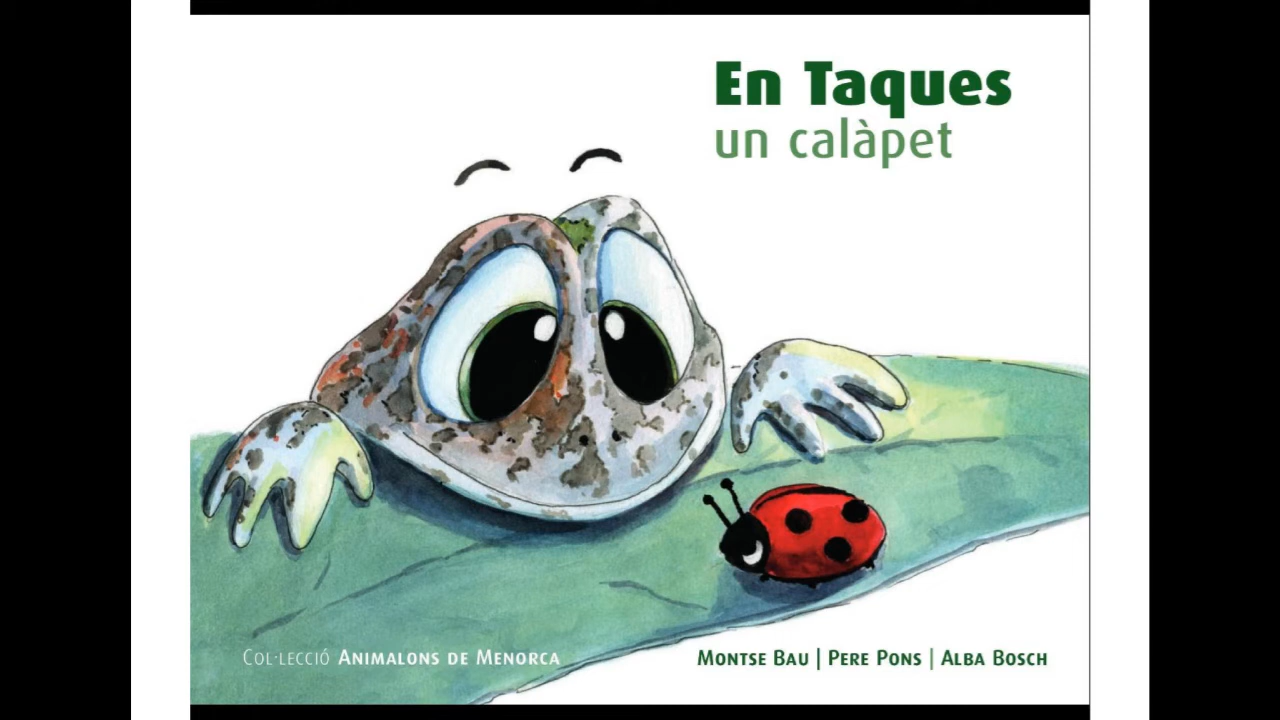 En Taques
un calàpet
Col·lecció Animalons de Menorca
Montse Bau | Pere Pons | Alba Bosch